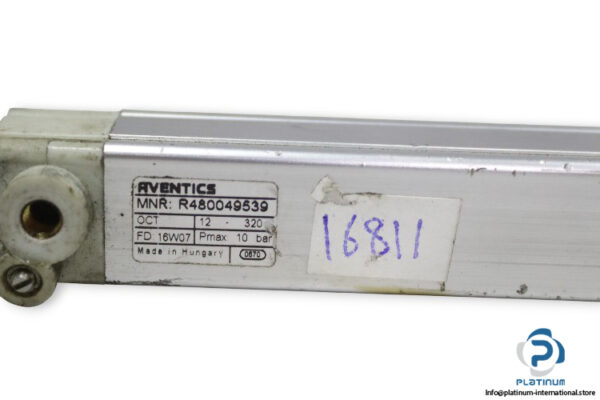 AVENTICS
MNR: R480049539
OCT 12 - 320
FD 16W07 Pmax 10 bar
Made in Hungary 0670
16811
PLATINUM
info@platinum-international.store